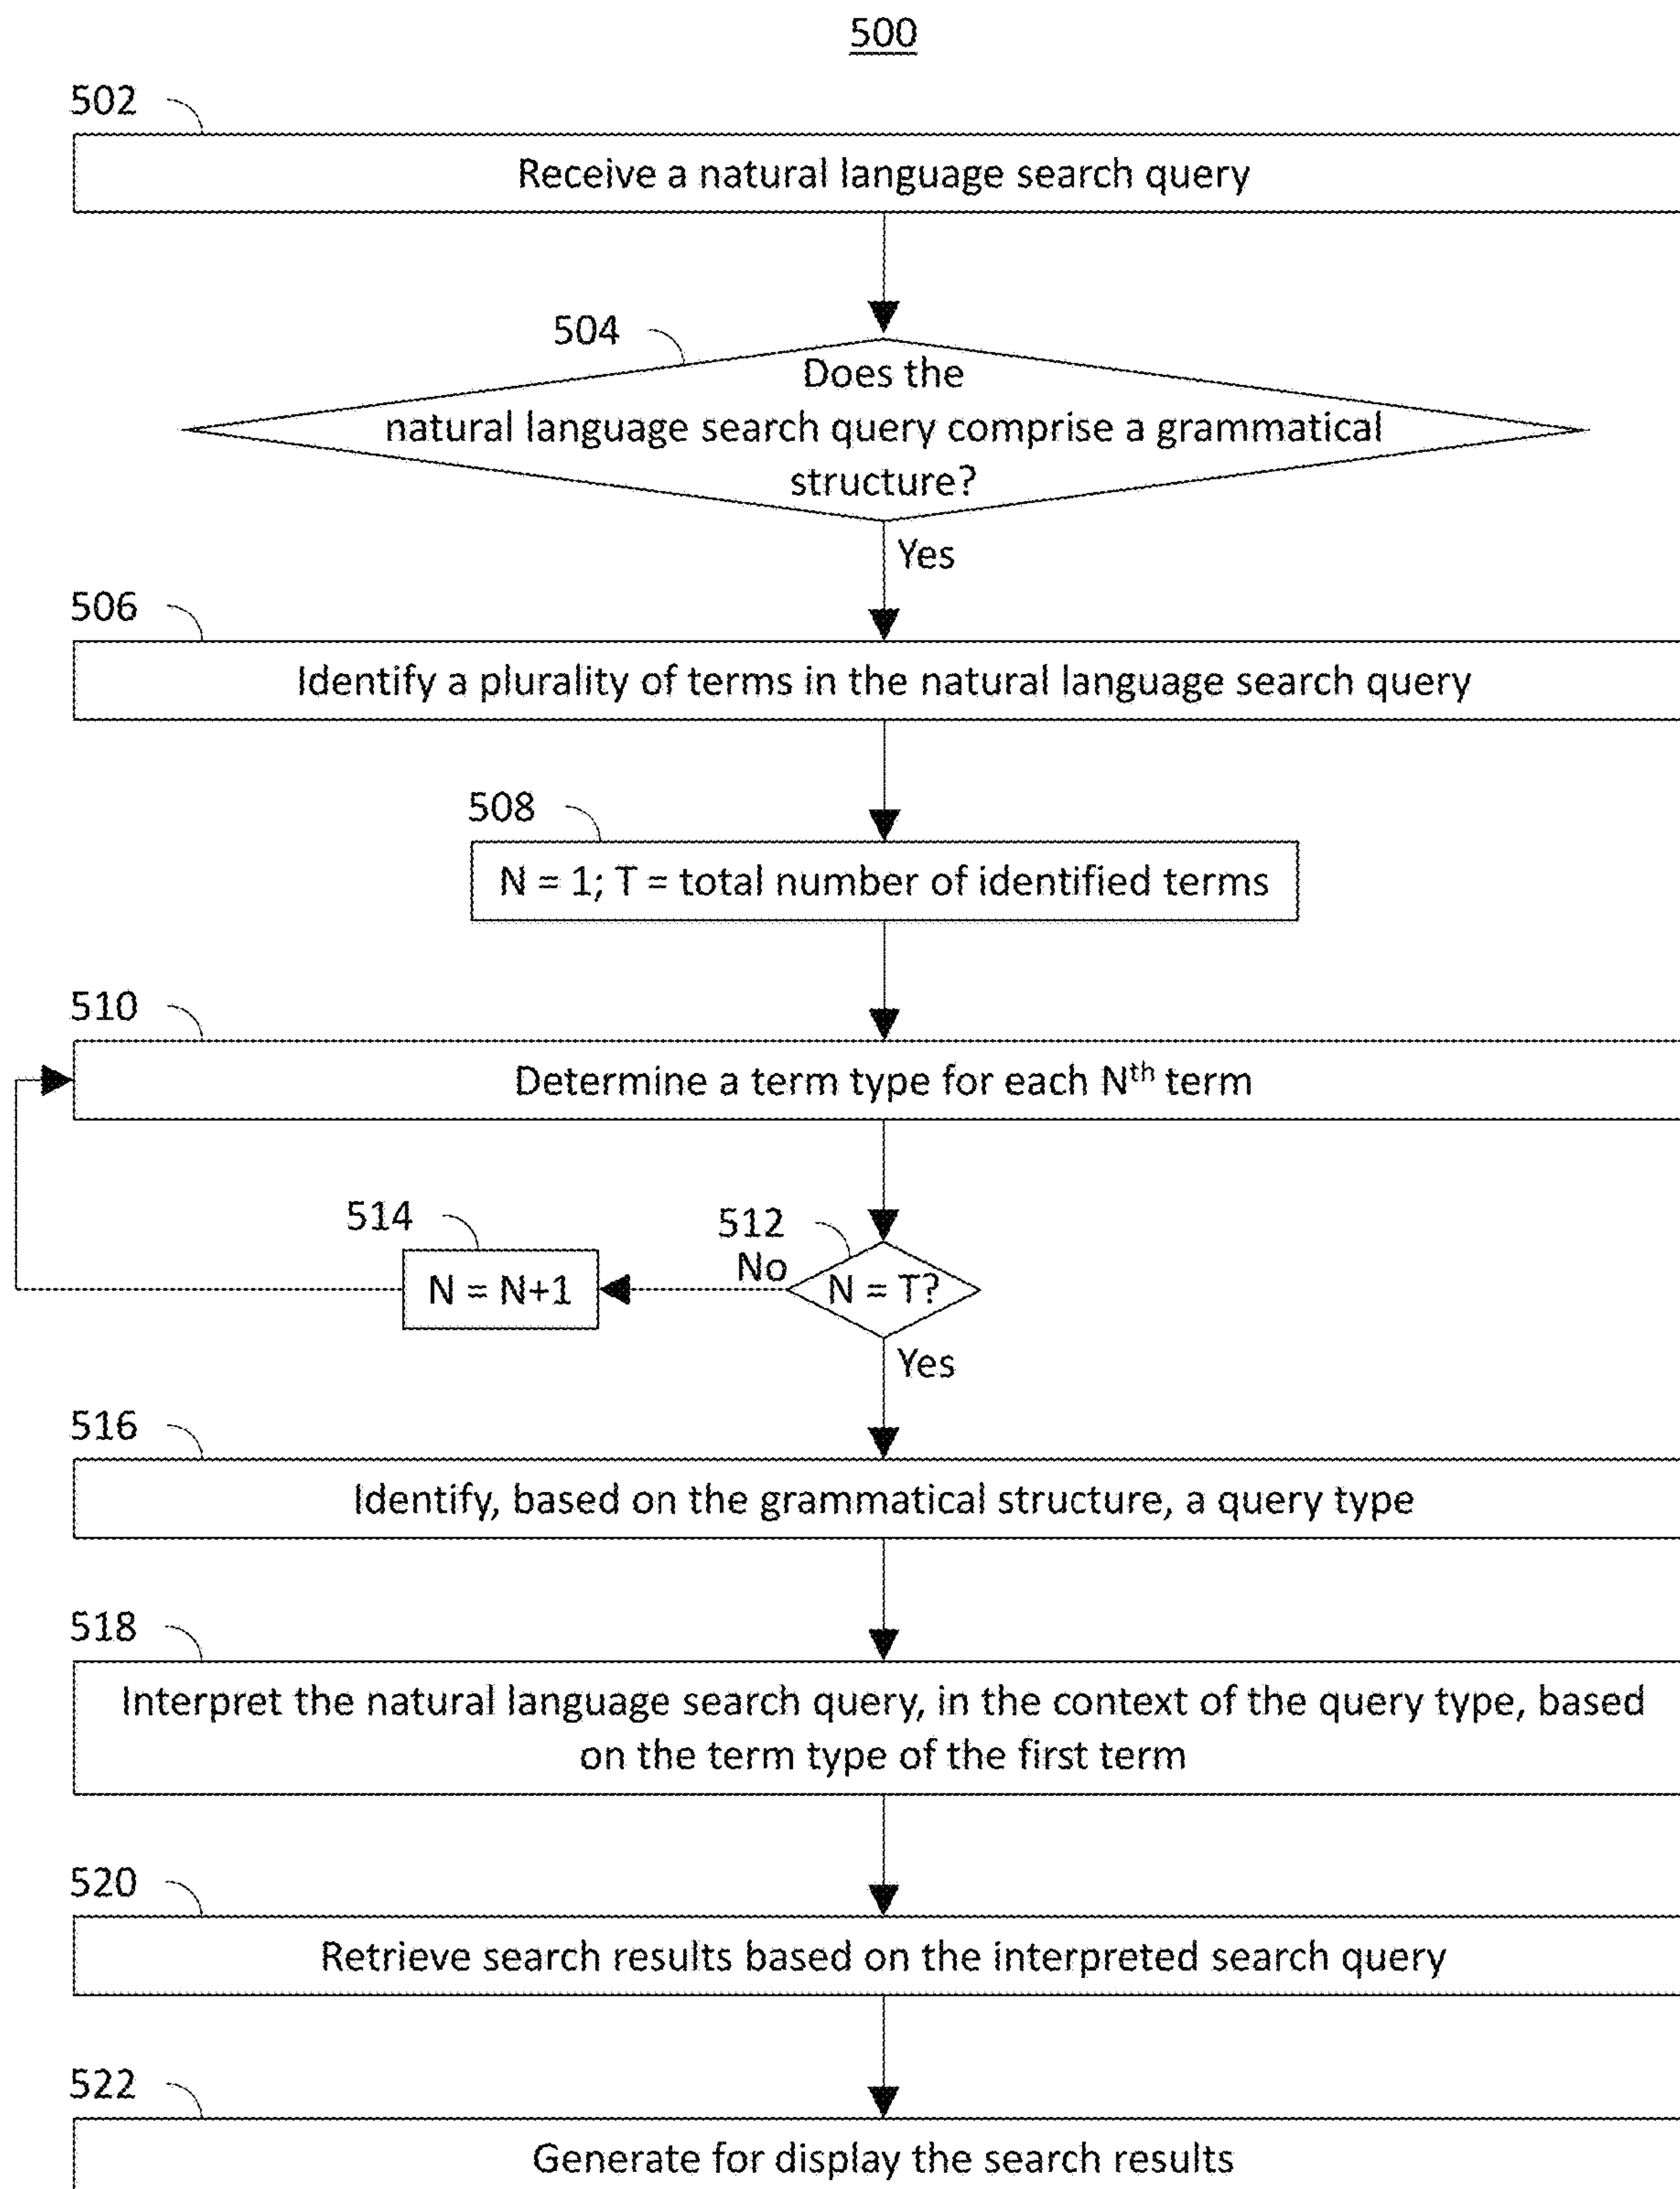 500
502
Receive a natural language search query
504
Does the
natural language search query comprise a grammatical
structure?
Yes
506
Identify a plurality of terms in the natural language search query
508
N = 1; T = total number of identified terms
510
Determine a term type for each Nth term
514
512
No
N = N+1
N = T?
Yes
516
Identify, based on the grammatical structure, a query type
518
Interpret the natural language search query, in the context of the query type, based
on the term type of the first term
520
Retrieve search results based on the interpreted search query
522
Generate for display the search results